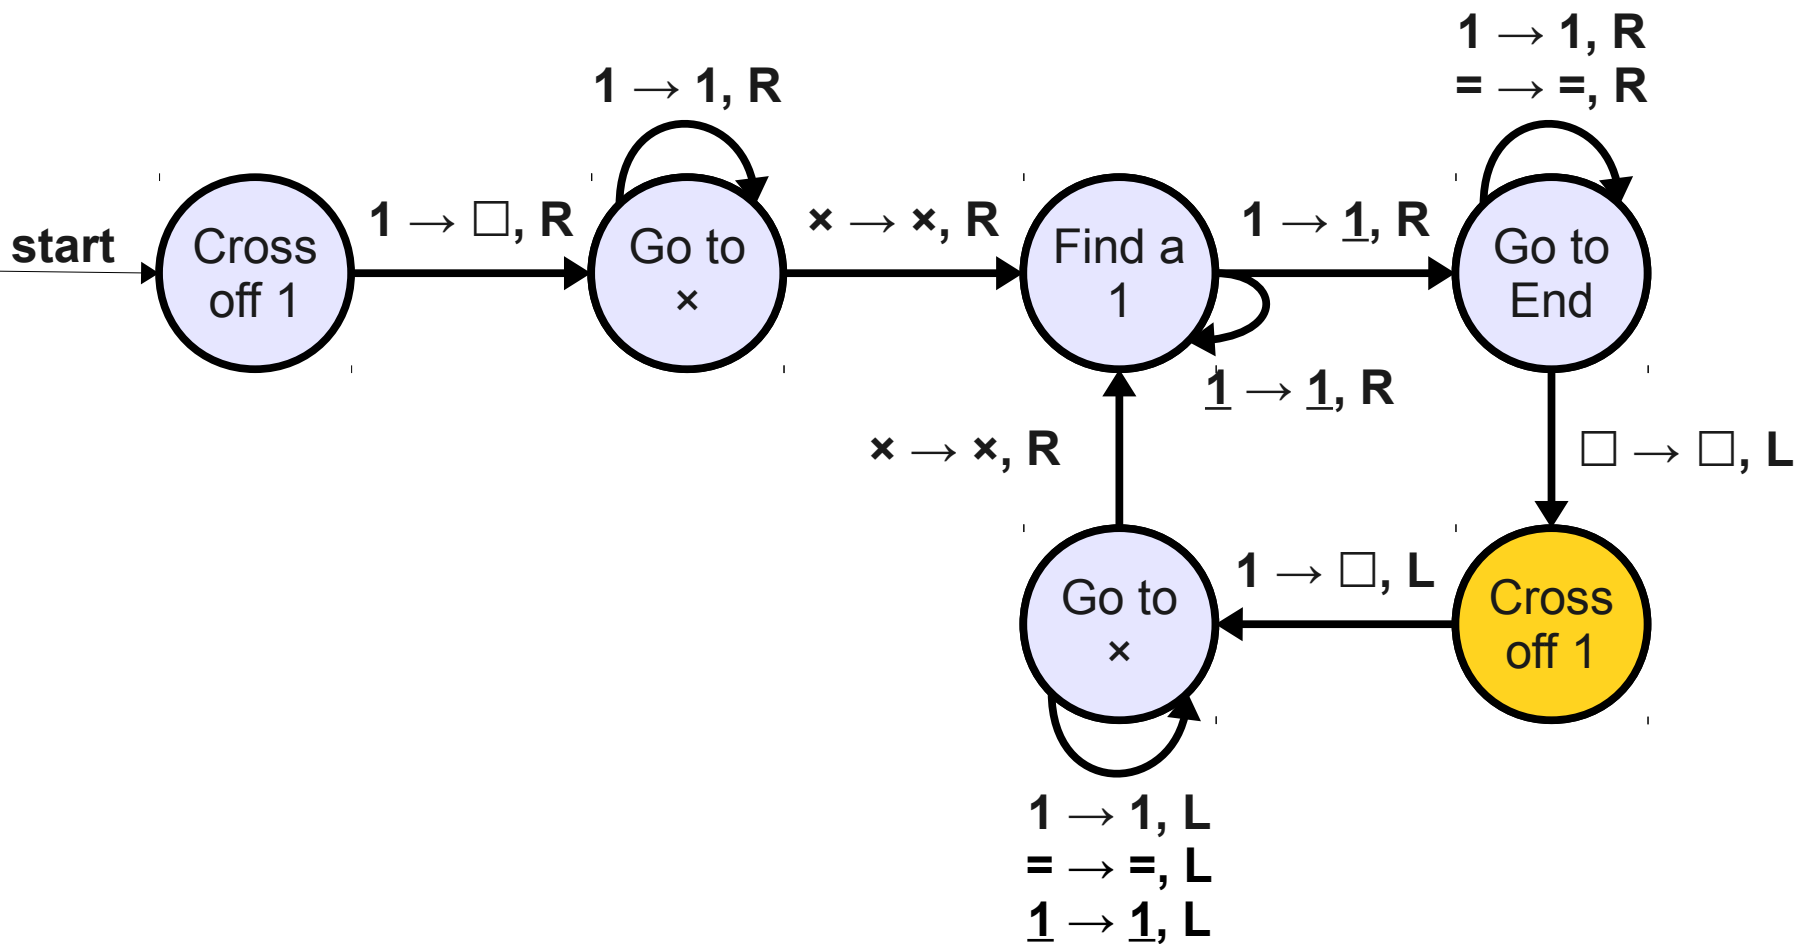 1 → 1, R
= → =, R
1 → 1, R
start
Cross
off 1
1 → □, R
Go to
×
× → ×, R
Find a
1
1 → 1̲, R
Go to
End
1̲ → 1̲, R
× → ×, R
□ → □, L
Go to
×
1 → □, L
Cross
off 1
1 → 1, L
= → =, L
1̲ → 1̲, L